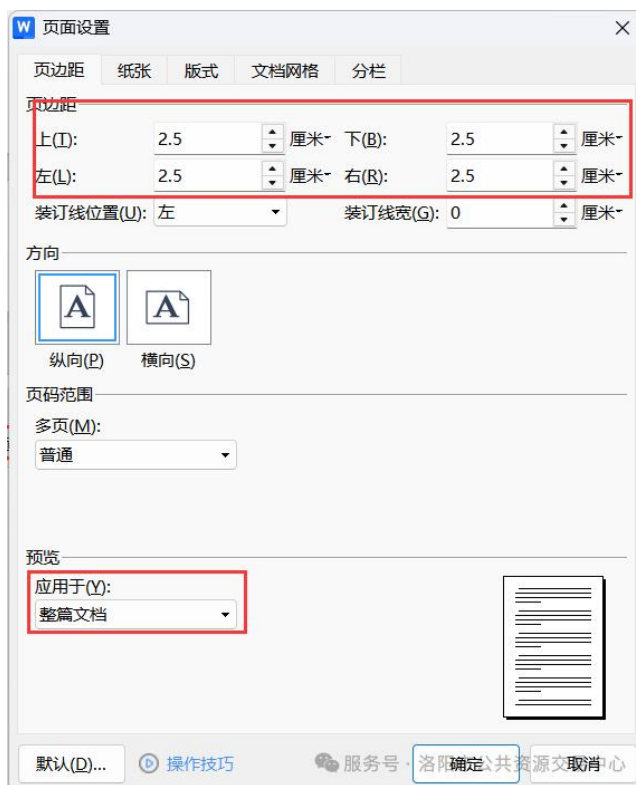 W 页面设置
页边距 纸张 版式 文档网格 分栏
页边距
上(T): 2.5 厘米 下(B): 2.5 厘米
左(L): 2.5 厘米 右(R): 2.5 厘米
装订线位置(U): 左 装订线宽(G): 0 厘米
方向
A A
纵向(P) 横向(S)
页码范围
多页(M):
普通
预览
应用于(Y):
整篇文档
默认(D)... 操作技巧 确定 取消
服务号 · 洛阳市公共资源交易中心